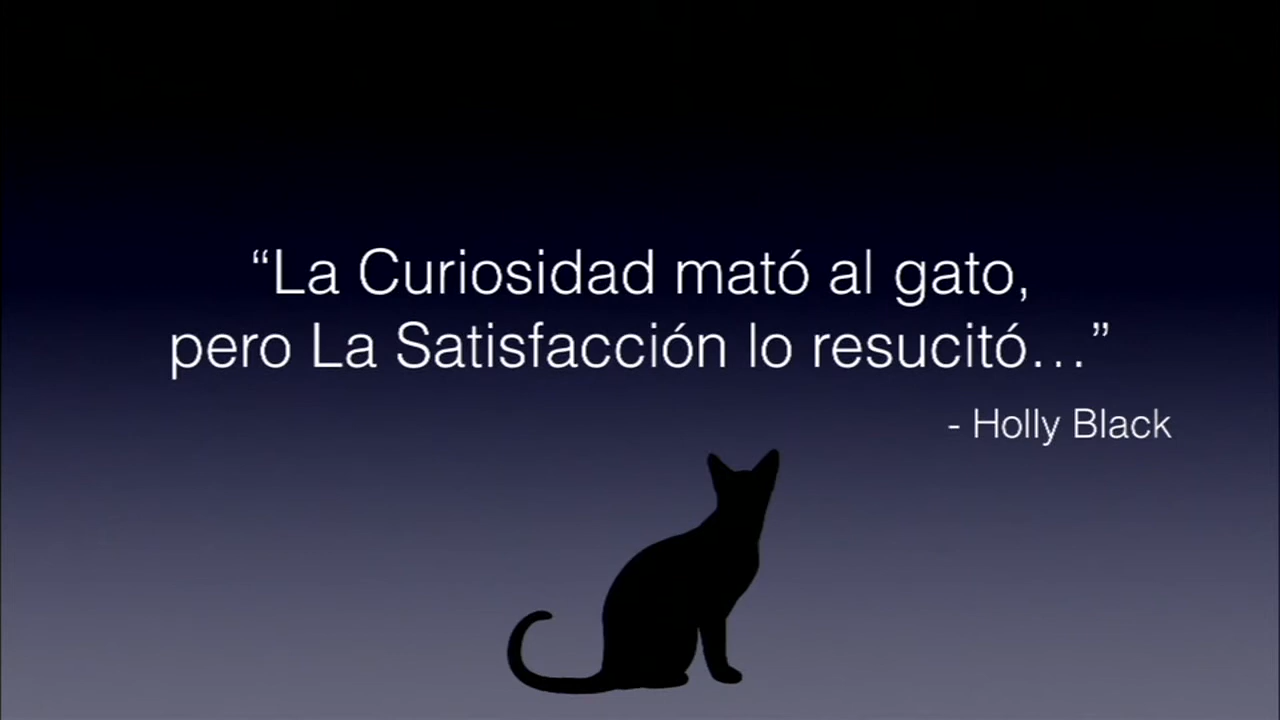 “La Curiosidad mató al gato,
pero La Satisfacción lo resucitó…”
- Holly Black